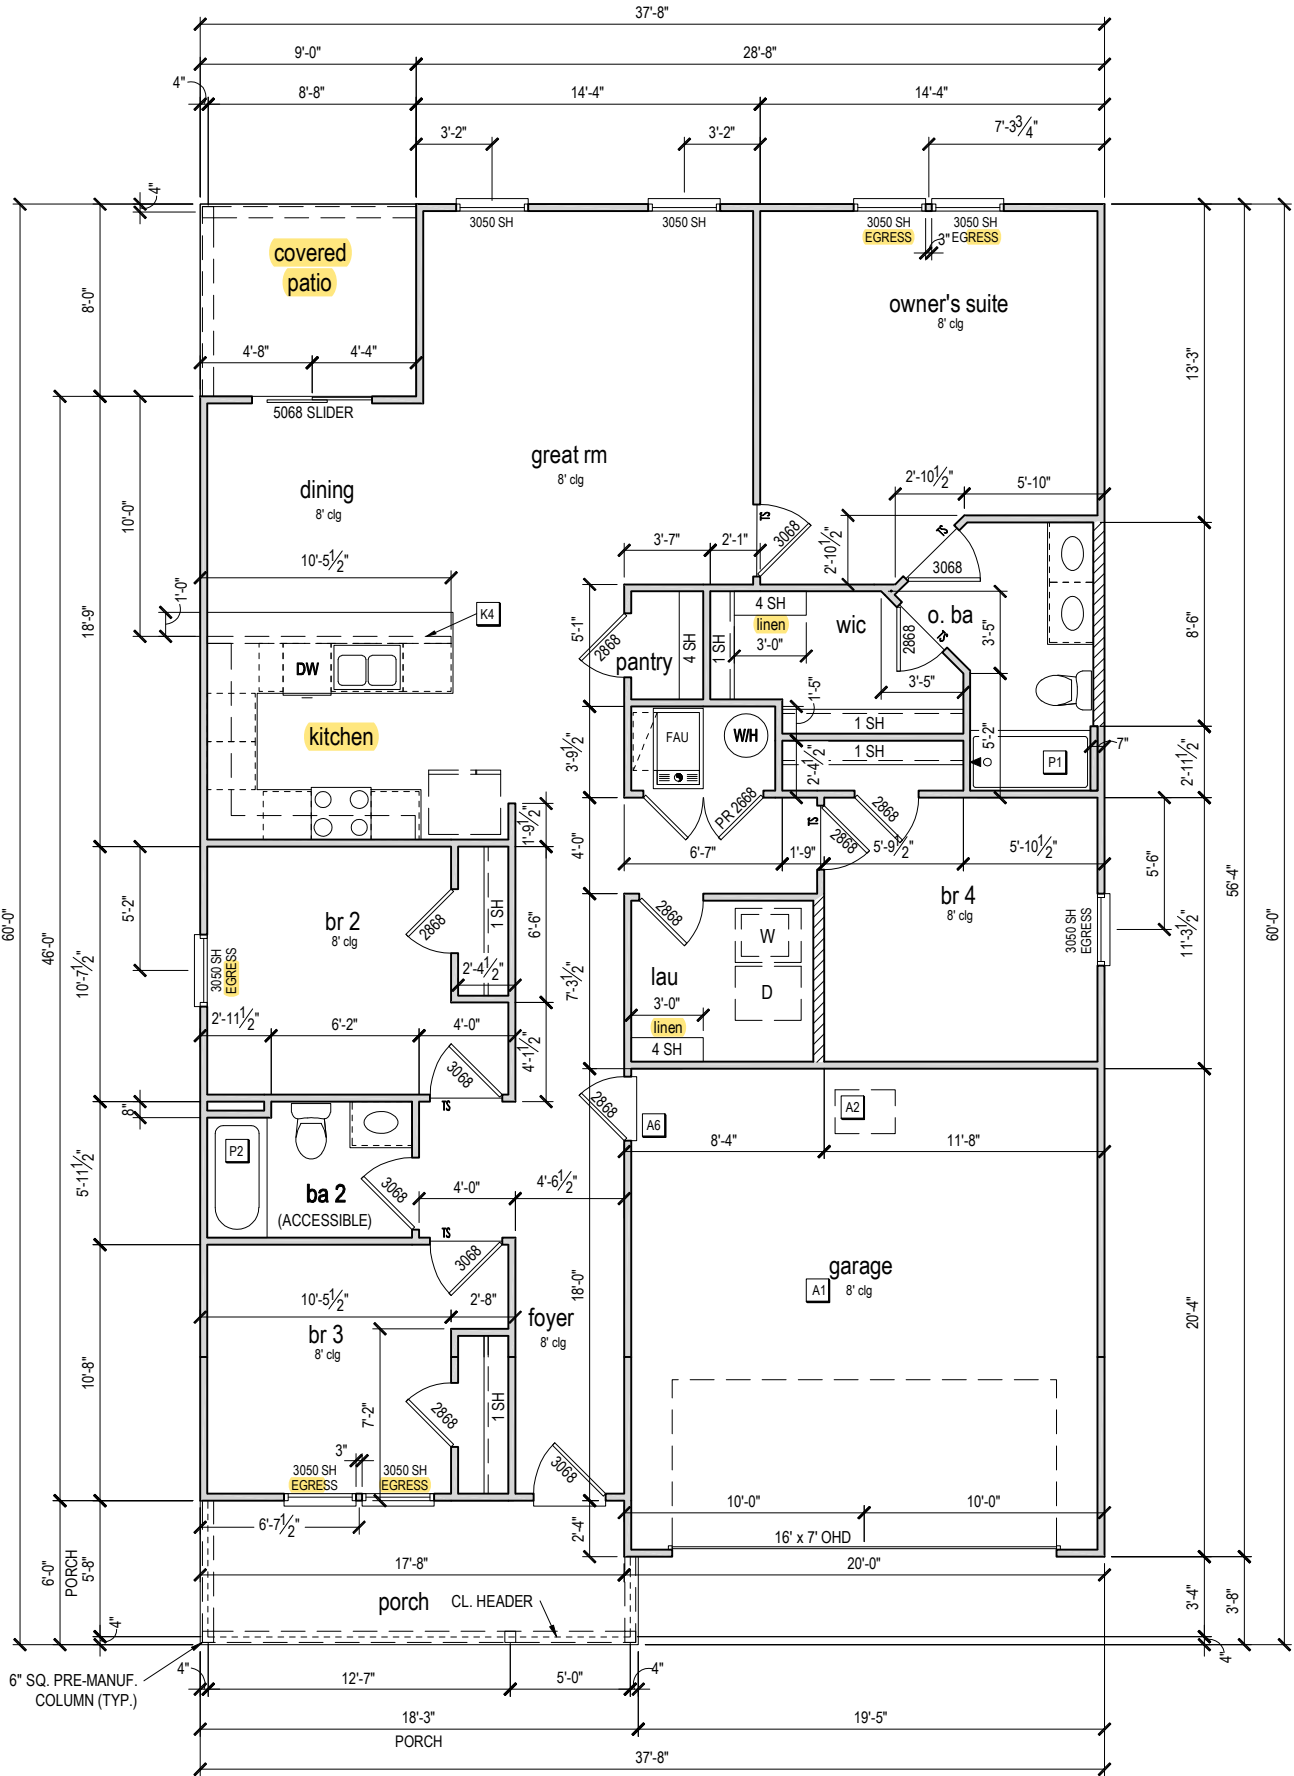 37'-8"
9'-0"
28'-8"
4"
8'-8"
14'-4"
14'-4"
3'-2"
3'-2"
7'-3 3/4"
4"
3050 SH
3050 SH
3050 SH
EGRESS
3050 SH
EGRESS
3"
covered
patio
8'-0"
4'-8"
4'-4"
5068 SLIDER
owner's suite
8' clg
13'-3"
great rm
8' clg
dining
8' clg
10'-0"
10'-5 1/2"
1'-0"
18'-9"
K4
DW
kitchen
3'-7"
2'-1"
TS
3068
2'-10 1/2"
2'-10 1/2"
5'-10"
TS
3068
5'-1"
2868
pantry
4 SH
1 SH
4 SH
linen
3'-0"
wic
2868
TS
o. ba
3'-5"
3'-5"
8'-6"
1'-5"
1 SH
1 SH
2'-4 1/2"
5'-2"
P1
7"
2'-11 1/2"
3'-9 1/2"
FAU
W/H
PR 2668
1'-9 1/2"
4'-0"
6'-7"
1'-9"
TS
2868
2868
5'-9 1/2"
5'-10 1/2"
5'-6"
60'-0"
46'-0"
5'-2"
10'-7 1/2"
br 2
8' clg
2868
1 SH
6'-6"
2'-4 1/2"
3050 SH
EGRESS
2'-11 1/2"
6'-2"
4'-0"
4'-1 1/2"
3068
TS
7'-3 1/2"
2868
W
D
lau
3'-0"
linen
4 SH
br 4
8' clg
3050 SH
EGRESS
11'-3 1/2"
56'-4"
60'-0"
8"
5'-11 1/2"
P2
ba 2
(ACCESSIBLE)
3068
4'-0"
4'-6 1/2"
TS
3068
2868
A6
A2
8'-4"
11'-8"
garage
8' clg
A1
18'-0"
20'-4"
10'-5 1/2"
2'-8"
br 3
8' clg
foyer
8' clg
10'-8"
7'-2"
2868
1 SH
3"
3050 SH
EGRESS
3050 SH
EGRESS
3068
6'-7 1/2"
2'-4"
10'-0"
10'-0"
16' x 7' OHD
6'-0"
PORCH
5'-8"
17'-8"
20'-0"
porch
CL. HEADER
3'-4"
3'-8"
4"
4"
6" SQ. PRE-MANUF.
COLUMN (TYP.)
4"
12'-7"
5'-0"
4"
18'-3"
PORCH
19'-5"
37'-8"